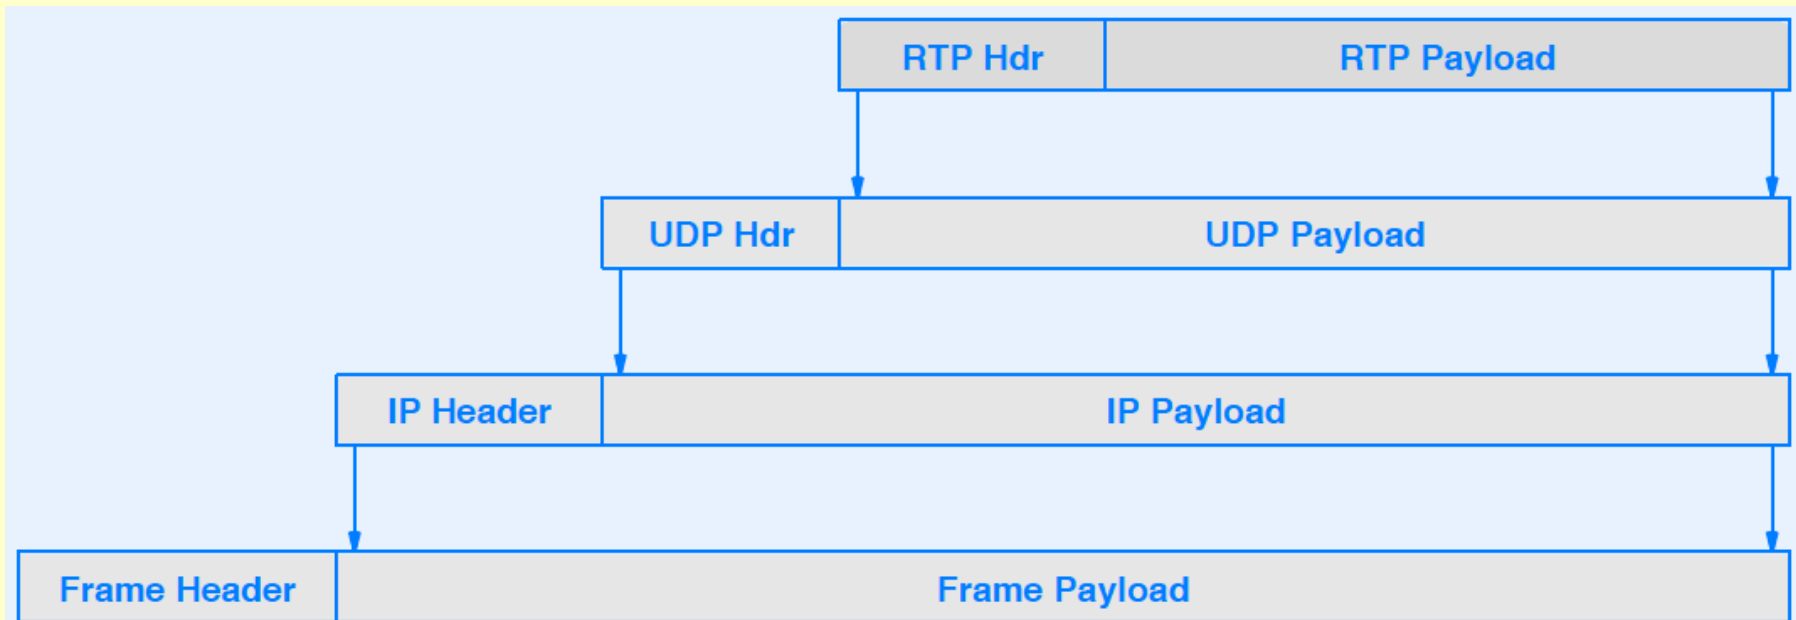 RTP Hdr RTP Payload
UDP Hdr UDP Payload
IP Header IP Payload
Frame Header Frame Payload